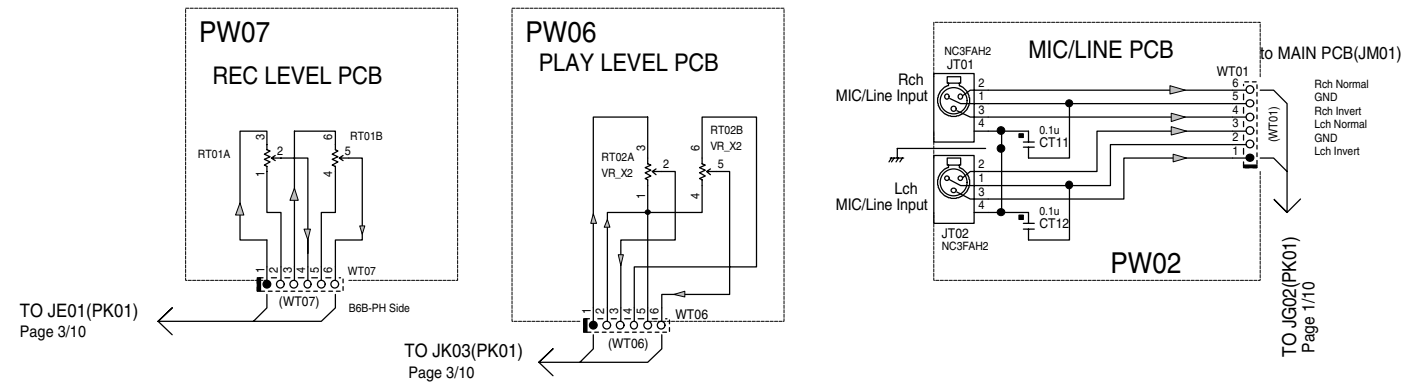 PW07
REC LEVEL PCB
RT01A
3
2
1
RT01B
6
5
4
1
2
3
4
5
6
WT07
(WT07)
B6B-PH Side
TO JE01(PK01)
Page 3/10
PW06
PLAY LEVEL PCB
RT02A
VR_X2
3
2
1
RT02B
VR_X2
6
5
4
1
2
3
4
5
6
WT06
(WT06)
TO JK03(PK01)
Page 3/10
MIC/LINE PCB
to MAIN PCB(JM01)
NC3FAH2
JT01
Rch
MIC/Line Input
2
1
3
4
0.1u
CT11
WT01
6
5
4
3
2
1
(WT01)
Rch Normal
GND
Rch Invert
Lch Normal
GND
Lch Invert
Lch
MIC/Line Input
2
1
3
4
0.1u
CT12
JT02
NC3FAH2
PW02
TO JG02(PK01)
Page 1/10